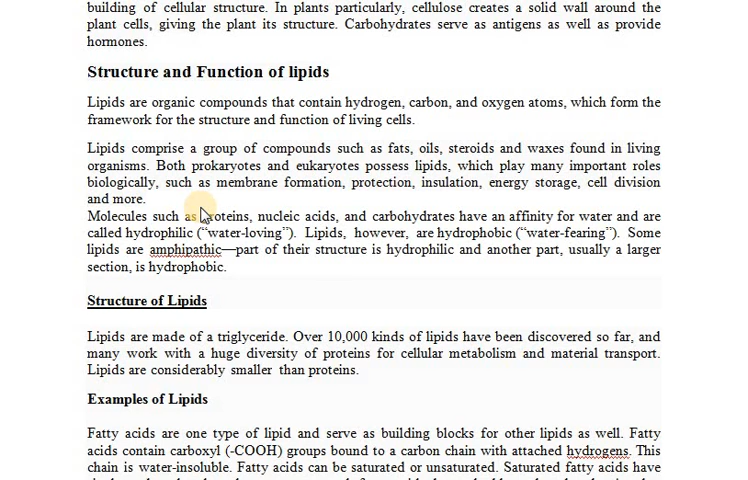 building of cellular structure. In plants particularly, cellulose creates a solid wall around the
plant cells, giving the plant its structure. Carbohydrates serve as antigens as well as provide
hormones.
Structure and Function of lipids
Lipids are organic compounds that contain hydrogen, carbon, and oxygen atoms, which form the
framework for the structure and function of living cells.
Lipids comprise a group of compounds such as fats, oils, steroids and waxes found in living
organisms. Both prokaryotes and eukaryotes possess lipids, which play many important roles
biologically, such as membrane formation, protection, insulation, energy storage, cell division
and more.
Molecules such as proteins, nucleic acids, and carbohydrates have an affinity for water and are
called hydrophilic (“water-loving”). Lipids, however, are hydrophobic (“water-fearing”). Some
lipids are amphipathic—part of their structure is hydrophilic and another part, usually a larger
section, is hydrophobic.
Structure of Lipids
Lipids are made of a triglyceride. Over 10,000 kinds of lipids have been discovered so far, and
many work with a huge diversity of proteins for cellular metabolism and material transport.
Lipids are considerably smaller than proteins.
Examples of Lipids
Fatty acids are one type of lipid and serve as building blocks for other lipids as well. Fatty
acids contain carboxyl (-COOH) groups bound to a carbon chain with attached hydrogens. This
chain is water-insoluble. Fatty acids can be saturated or unsaturated. Saturated fatty acids have